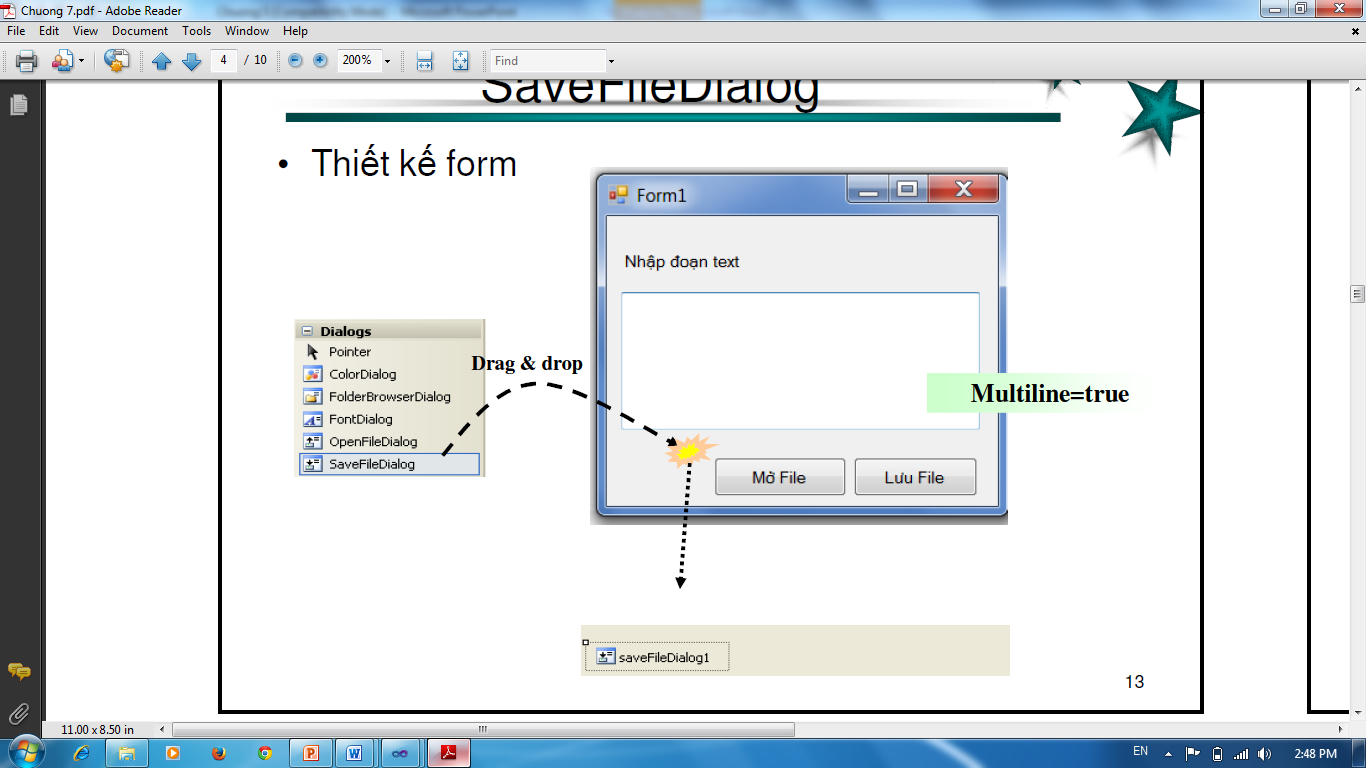 Chuong 7.pdf - Adobe Reader
File Edit View Document Tools Window Help
4 / 10 200% Find
SaveFileDialog
• Thiết kế form
Form1
Nhập đoạn text
Dialogs
Pointer
ColorDialog
FolderBrowserDialog
FontDialog
OpenFileDialog
SaveFileDialog
Drag & drop
Multiline=true
Mở File
Lưu File
saveFileDialog1
13
11.00 x 8.50 in
EN
2:48 PM